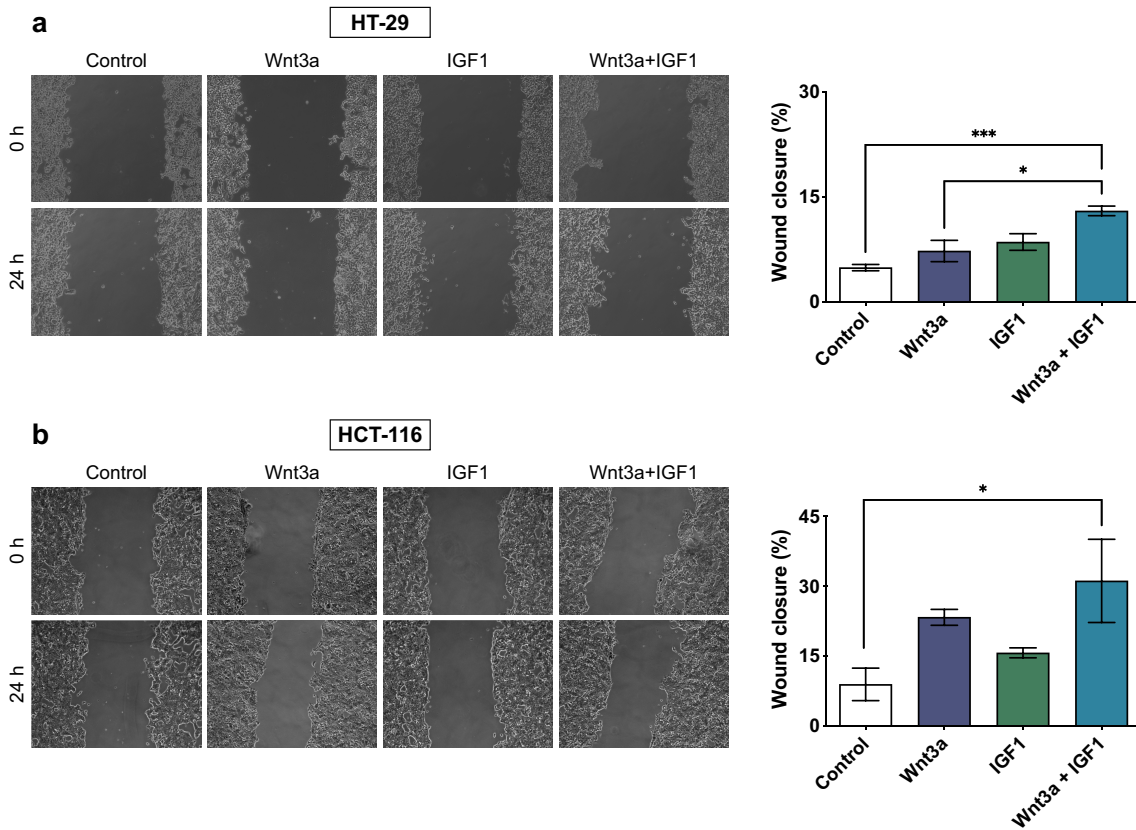 a
HT-29
Control Wnt3a IGF1 Wnt3a+IGF1
0 h
24 h
Wound closure (%)
30
15
0
***
*
Control
Wnt3a
IGF1
Wnt3a + IGF1
b
HCT-116
Control Wnt3a IGF1 Wnt3a+IGF1
0 h
24 h
Wound closure (%)
45
30
15
0
*
Control
Wnt3a
IGF1
Wnt3a + IGF1